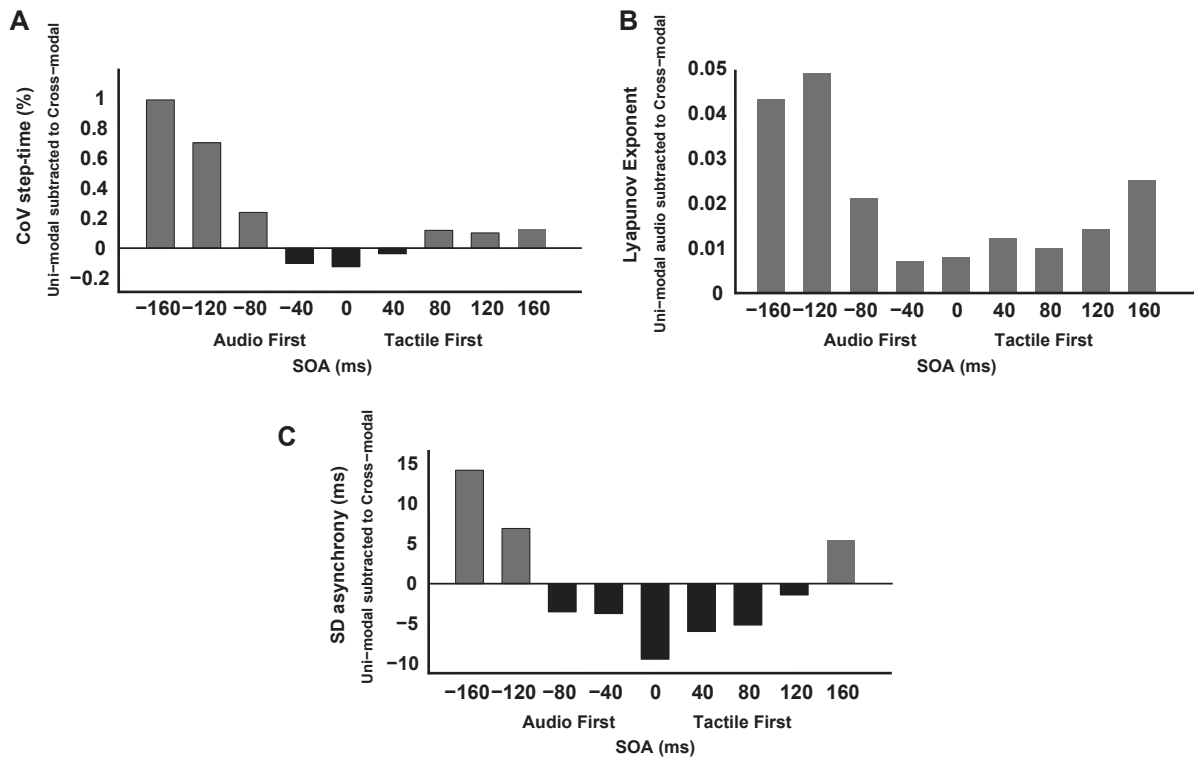 A
CoV step-time (%)
Uni−modal subtracted to Cross−modal
1
0.8
0.6
0.4
0.2
0
−0.2
−160 −120 −80 −40 0 40 80 120 160
Audio First Tactile First
SOA (ms)
B
Lyapunov Exponent
Uni−modal audio subtracted to Cross−modal
0.05
0.04
0.03
0.02
0.01
0
−160 −120 −80 −40 0 40 80 120 160
Audio First Tactile First
SOA (ms)
C
SD asynchrony (ms)
Uni−modal subtracted to Cross−modal
15
10
5
0
−5
−10
−160 −120 −80 −40 0 40 80 120 160
Audio First Tactile First
SOA (ms)